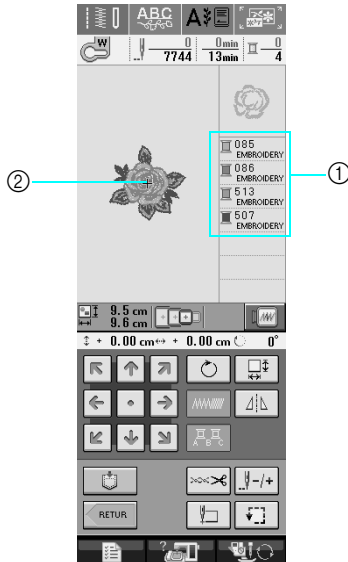 ABC A
W 0 7744 0min 13min 0 4
085
EMBROIDERY
① 
086
EMBROIDERY
② 
513
EMBROIDERY
507
EMBROIDERY
9.5 cm
9.6 cm
+ 0.00 cm + 0.00 cm 0°
A B C
-/+
RETUR
?